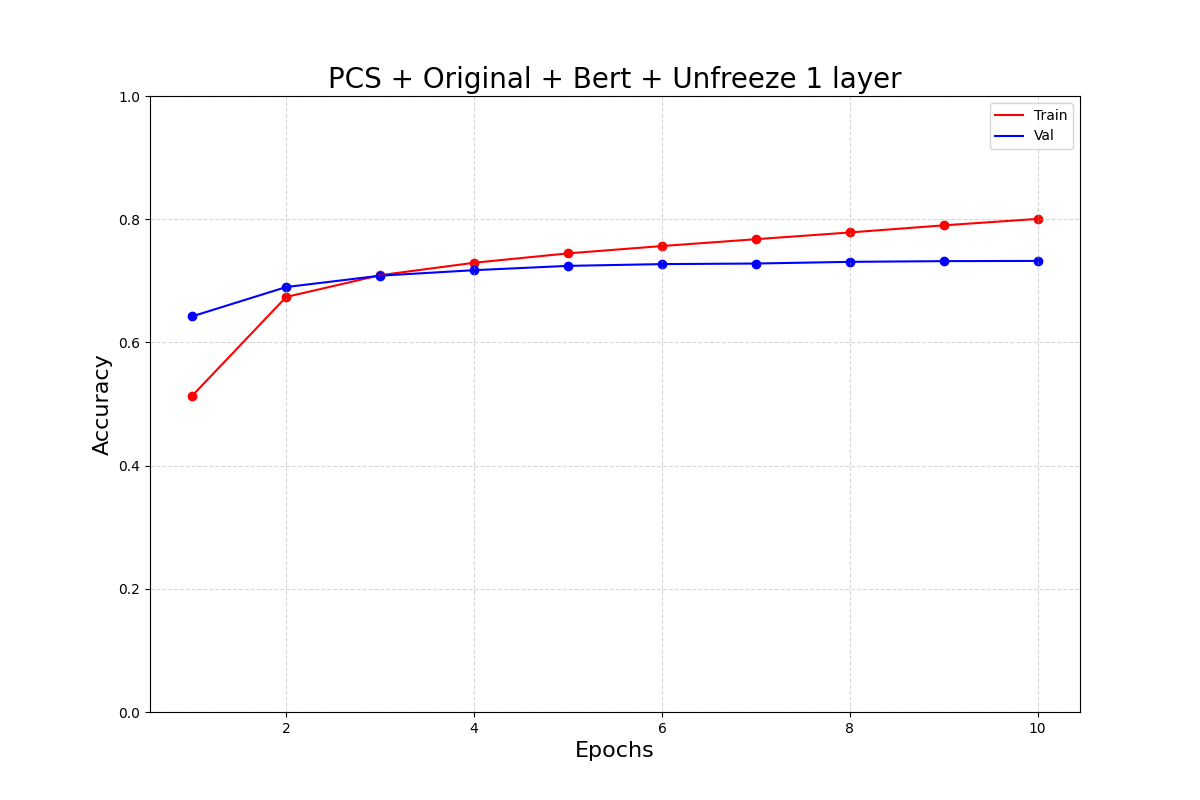 PCS + Original + Bert + Unfreeze 1 layer
1.0
Train
Val
0.8
0.6
Accuracy
0.4
0.2
0.0
2 4 6 8 10
Epochs